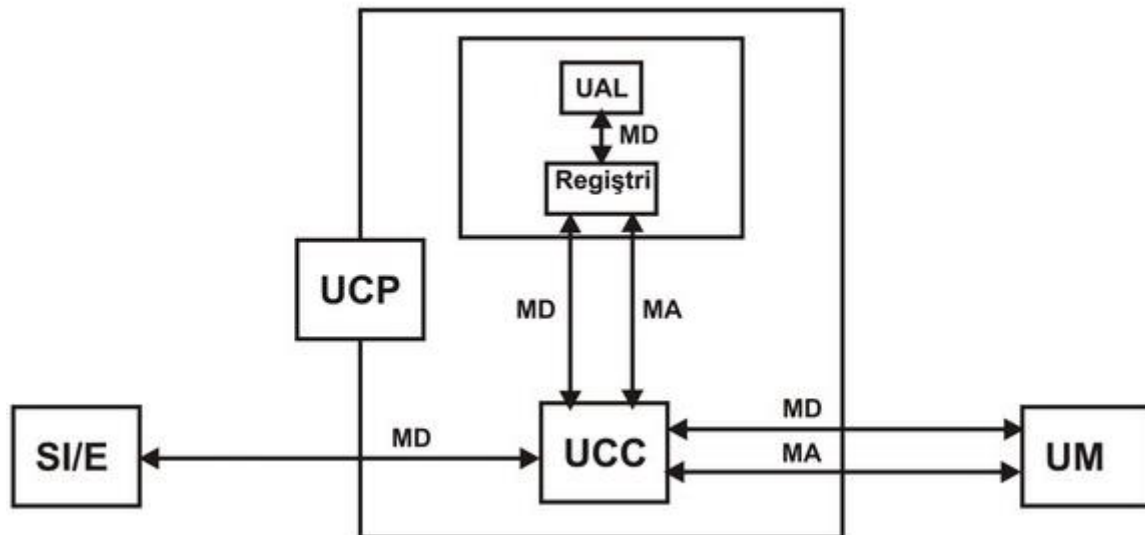 UAL
MD
Regiştri
UCP
MD MA
SI/E
MD
UCC
MD
MA
UM